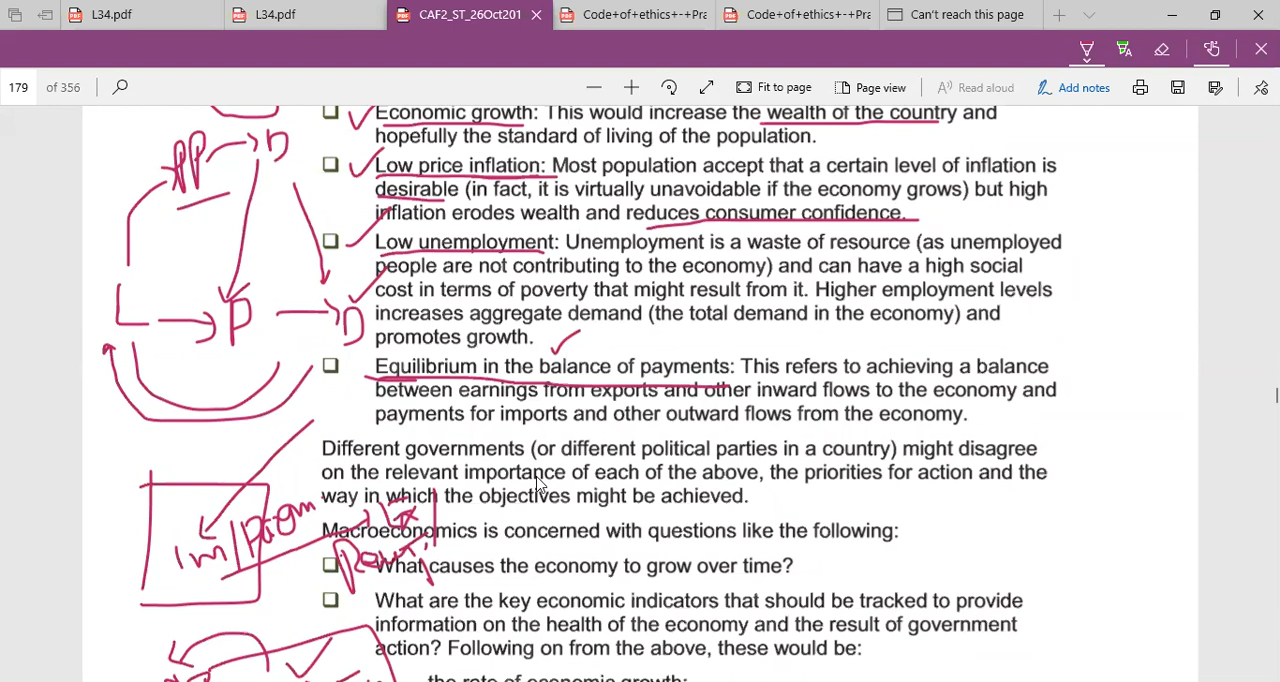 L34.pdf
L34.pdf
CAF2_ST_26Oct201
Code+of+ethics+-+Pra
Code+of+ethics+-+Pra
Can't reach this page
179 of 356
Fit to page
Page view
Read aloud
Add notes
Economic growth: This would increase the wealth of the country and
hopefully the standard of living of the population.
Low price inflation: Most population accept that a certain level of inflation is
desirable (in fact, it is virtually unavoidable if the economy grows) but high
inflation erodes wealth and reduces consumer confidence.
Low unemployment: Unemployment is a waste of resource (as unemployed
people are not contributing to the economy) and can have a high social
cost in terms of poverty that might result from it. Higher employment levels
increases aggregate demand (the total demand in the economy) and
promotes growth.
Equilibrium in the balance of payments: This refers to achieving a balance
between earnings from exports and other inward flows to the economy and
payments for imports and other outward flows from the economy.
Different governments (or different political parties in a country) might disagree
on the relevant importance of each of the above, the priorities for action and the
way in which the objectives might be achieved.
Macroeconomics is concerned with questions like the following:
What causes the economy to grow over time?
What are the key economic indicators that should be tracked to provide
information on the health of the economy and the result of government
action? Following on from the above, these would be:
the rate of economic growth;
PP
D
L
P
D
Im